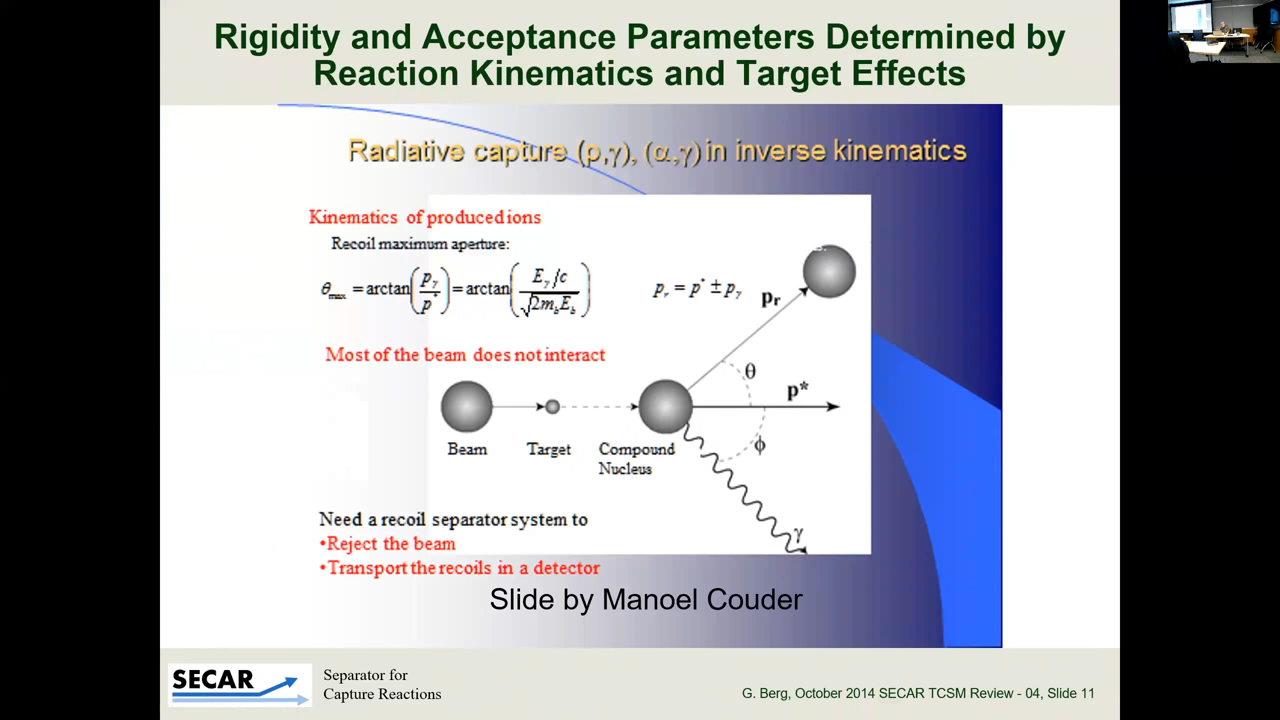 Rigidity and Acceptance Parameters Determined by
Reaction Kinematics and Target Effects
Radiative capture (p,γ), (α,γ) in inverse kinematics
Kinematics of produced ions
Recoil maximum aperture:
θmax = arctan(pγ/p*) = arctan((Eγ/c)/√(2mbEb))
pr = p* ± pγ
pr
θ
Most of the beam does not interact
p*
φ
Beam
Target
Compound
Nucleus
γ
Need a recoil separator system to
•Reject the beam
•Transport the recoils in a detector
Slide by Manoel Couder
SECAR
Separator for
Capture Reactions
G. Berg, October 2014 SECAR TCSM Review - 04, Slide 11